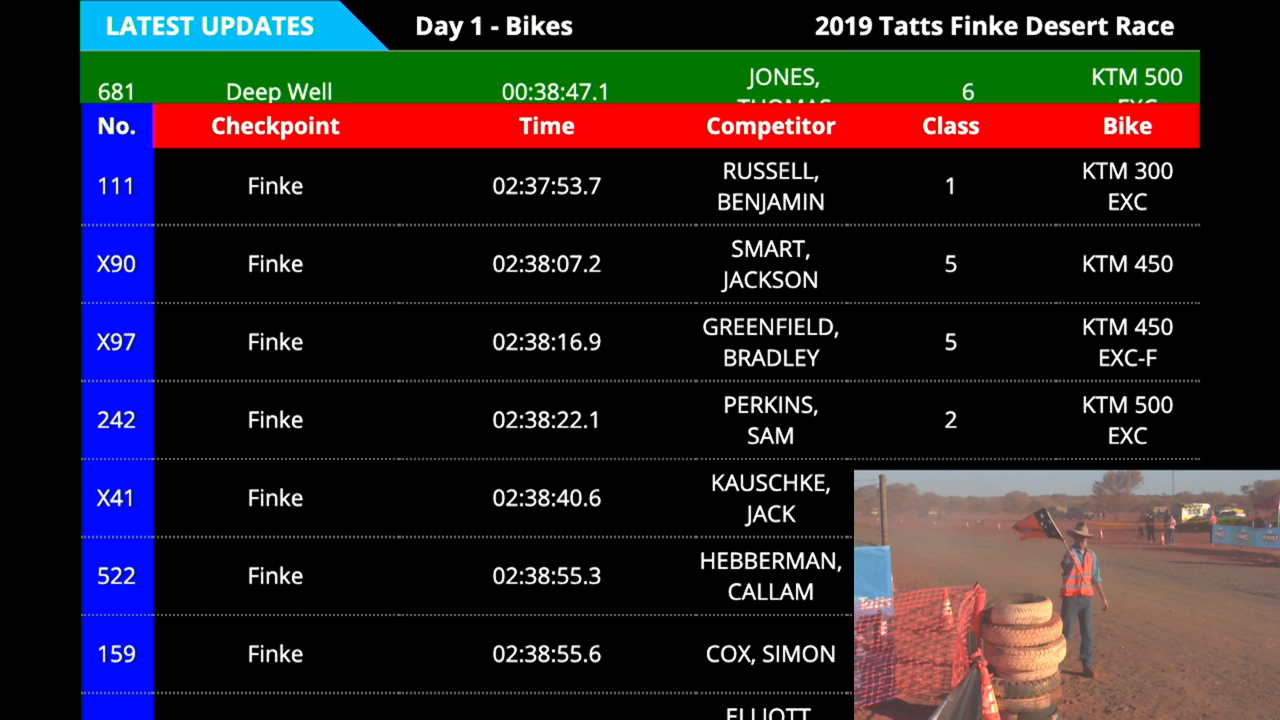 LATEST UPDATES Day 1 - Bikes 2019 Tatts Finke Desert Race
681 Deep Well 00:38:47.1 JONES, THOMAS 6 KTM 500 EXC
No. Checkpoint Time Competitor Class Bike
111 Finke 02:37:53.7 RUSSELL, BENJAMIN 1 KTM 300 EXC
X90 Finke 02:38:07.2 SMART, JACKSON 5 KTM 450
X97 Finke 02:38:16.9 GREENFIELD, BRADLEY 5 KTM 450 EXC-F
242 Finke 02:38:22.1 PERKINS, SAM 2 KTM 500 EXC
X41 Finke 02:38:40.6 KAUSCHKE, JACK
522 Finke 02:38:55.3 HEBBERMAN, CALLAM
159 Finke 02:38:55.6 COX, SIMON
ELLIOTT